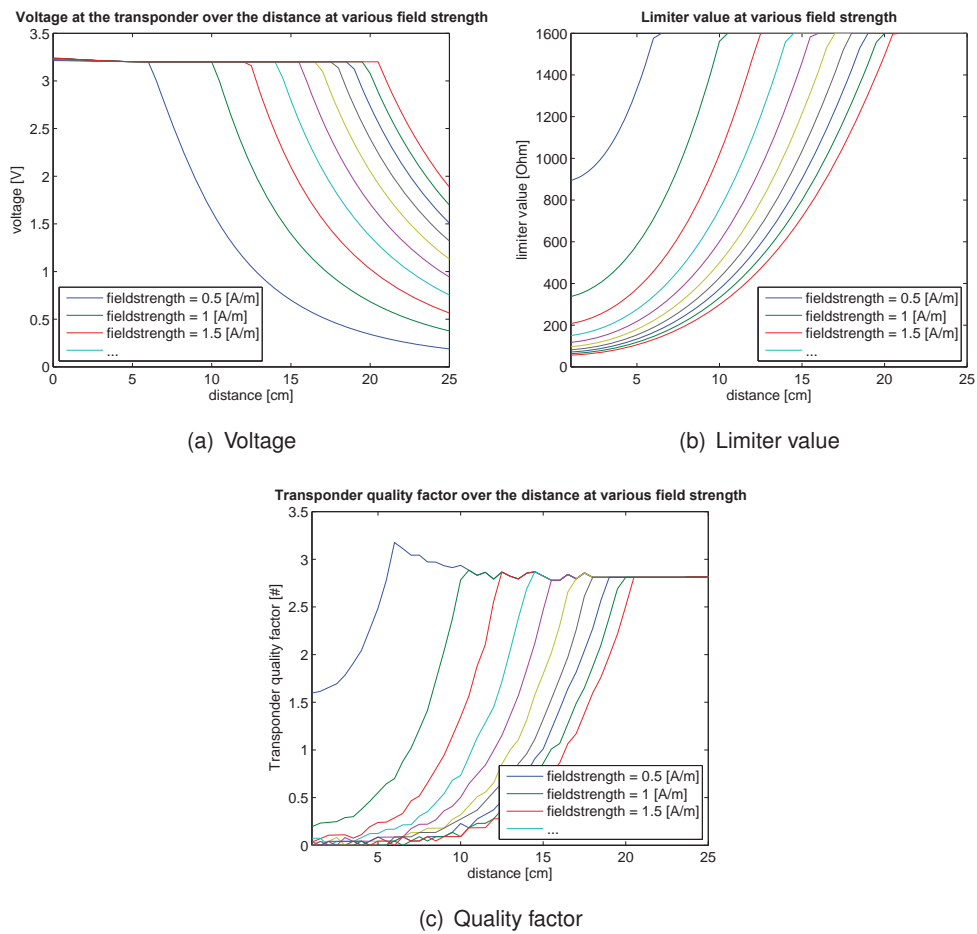 Voltage at the transponder over the distance at various field strength
3.5
3
2.5
2
1.5
1
0.5
0
voltage [V]
0
5
10
15
20
25
distance [cm]
fieldstrength = 0.5 [A/m]
fieldstrength = 1 [A/m]
fieldstrength = 1.5 [A/m]
...
(a) Voltage
Limiter value at various field strength
1600
1400
1200
1000
800
600
400
200
0
limiter value [Ohm]
5
10
15
20
25
distance [cm]
fieldstrength = 0.5 [A/m]
fieldstrength = 1 [A/m]
fieldstrength = 1.5 [A/m]
...
(b) Limiter value
Transponder quality factor over the distance at various field strength
3.5
3
2.5
2
1.5
1
0.5
0
Transponder quality factor [#]
5
10
15
20
25
distance [cm]
fieldstrength = 0.5 [A/m]
fieldstrength = 1 [A/m]
fieldstrength = 1.5 [A/m]
...
(c) Quality factor